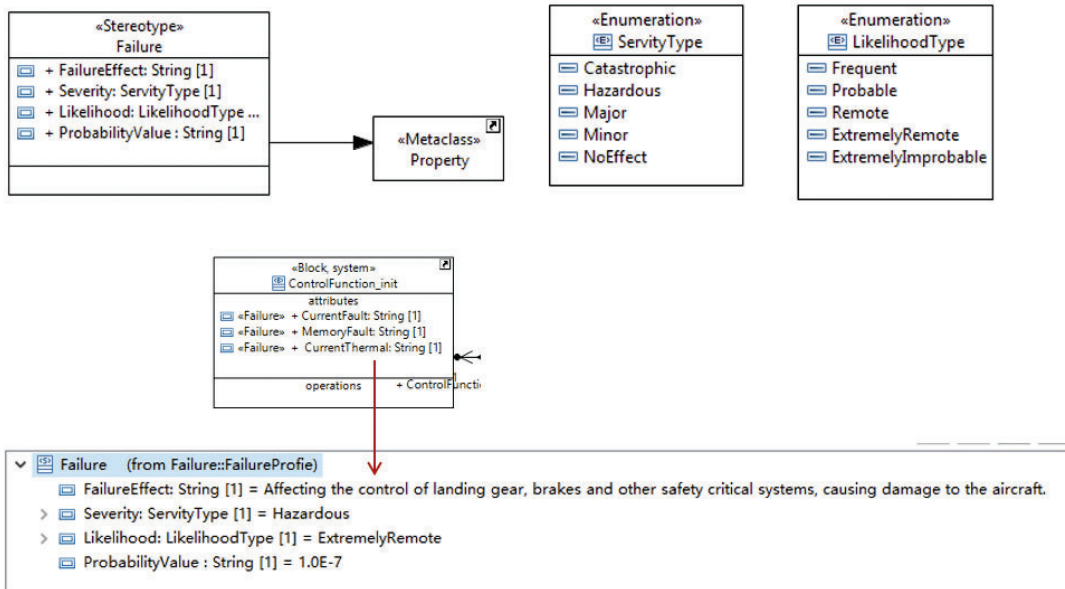 «Stereotype»
Failure
+ FailureEffect: String [1]
+ Severity: ServityType [1]
+ Likelihood: LikelihoodType ...
+ ProbabilityValue : String [1]
«Metaclass»
Property
«Enumeration»
ServityType
Catastrophic
Hazardous
Major
Minor
NoEffect
«Enumeration»
LikelihoodType
Frequent
Probable
Remote
ExtremelyRemote
ExtremelyImprobable
«Block, system»
ControlFunction_init
attributes
«Failure» + CurrentFault: String [1]
«Failure» + MemoryFault: String [1]
«Failure» + CurrentThermal: String [1]
operations
1
+ ControlFuncti
Failure (from Failure::FailureProfie)
FailureEffect: String [1] = Affecting the control of landing gear, brakes and other safety critical systems, causing damage to the aircraft.
Severity: ServityType [1] = Hazardous
Likelihood: LikelihoodType [1] = ExtremelyRemote
ProbabilityValue : String [1] = 1.0E-7